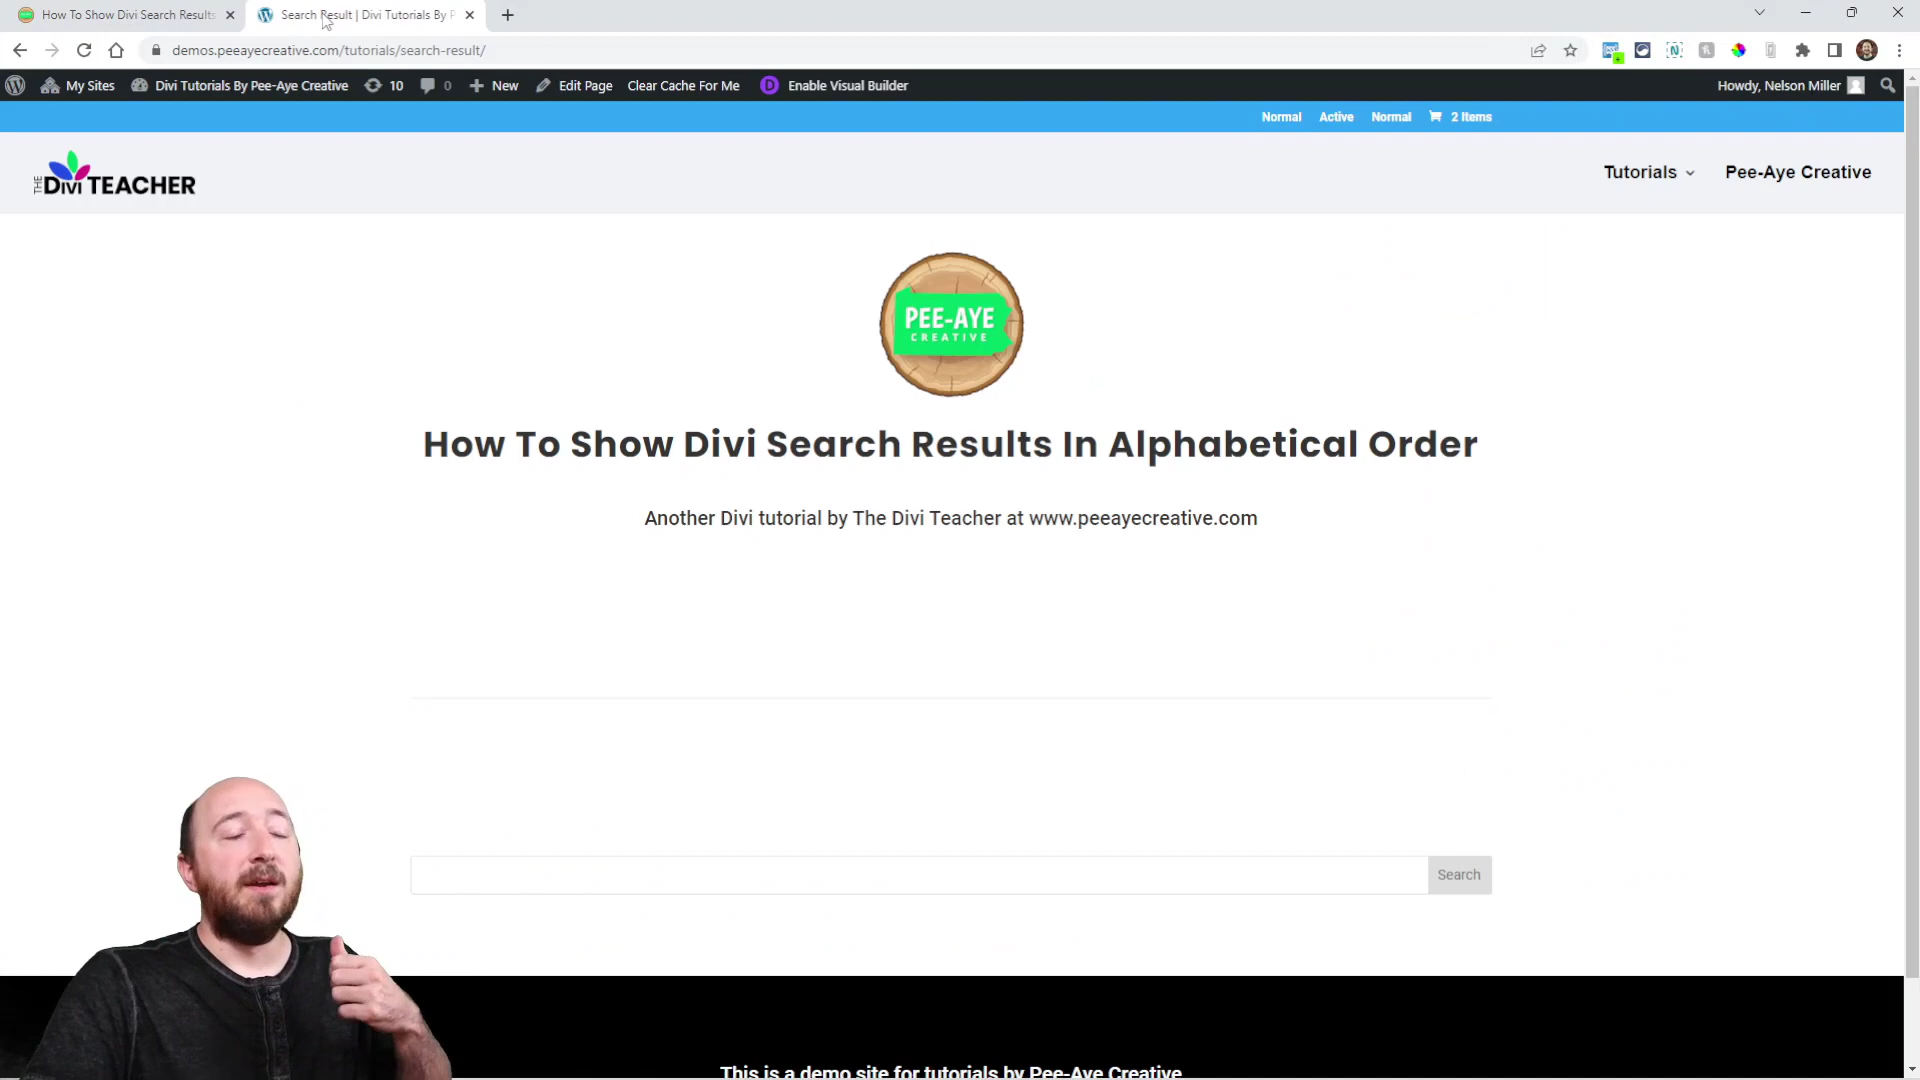 How To Show Divi Search Results
Search Result | Divi Tutorials By P
demos.peeayecreative.com/tutorials/search-result/
My Sites Divi Tutorials By Pee-Aye Creative 10 0 New Edit Page Clear Cache For Me Enable Visual Builder Howdy, Nelson Miller
Normal Active Normal 2 Items
THE DIVI TEACHER
Tutorials Pee-Aye Creative
PEE-AYE
CREATIVE
How To Show Divi Search Results In Alphabetical Order
Another Divi tutorial by The Divi Teacher at www.peeayecreative.com
Search
This is a demo site for tutorials by Pee-Aye Creative